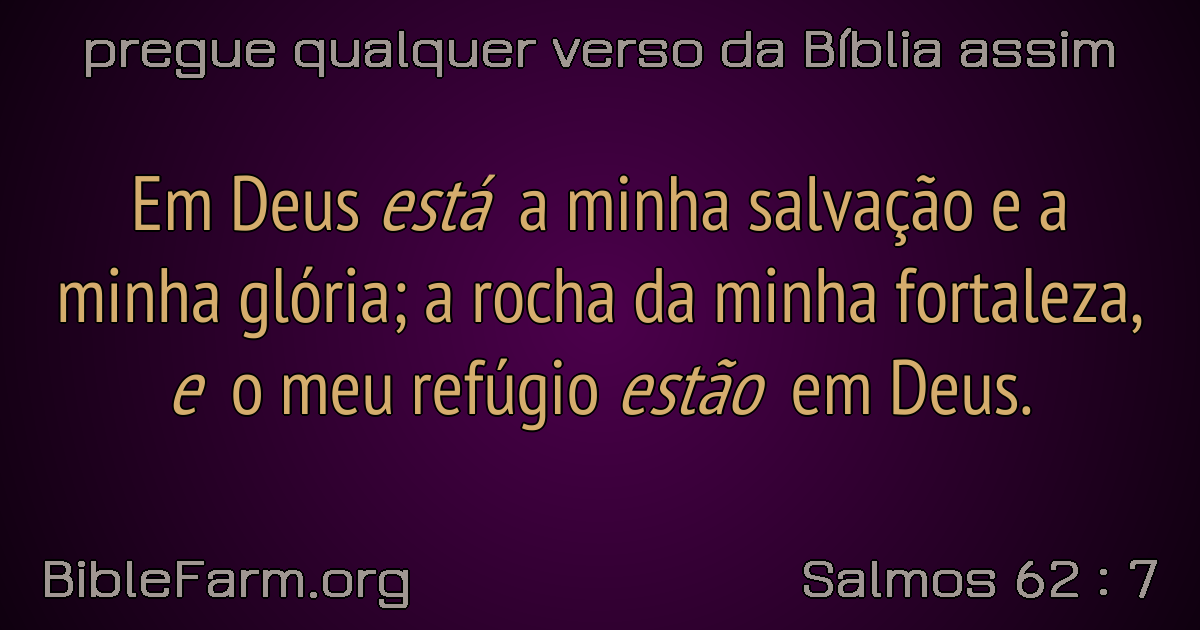 pregue qualquer verso da Bíblia assim
Em Deus está a minha salvação e a
minha glória; a rocha da minha fortaleza,
e o meu refúgio estão em Deus.
BibleFarm.org
Salmos 62 : 7